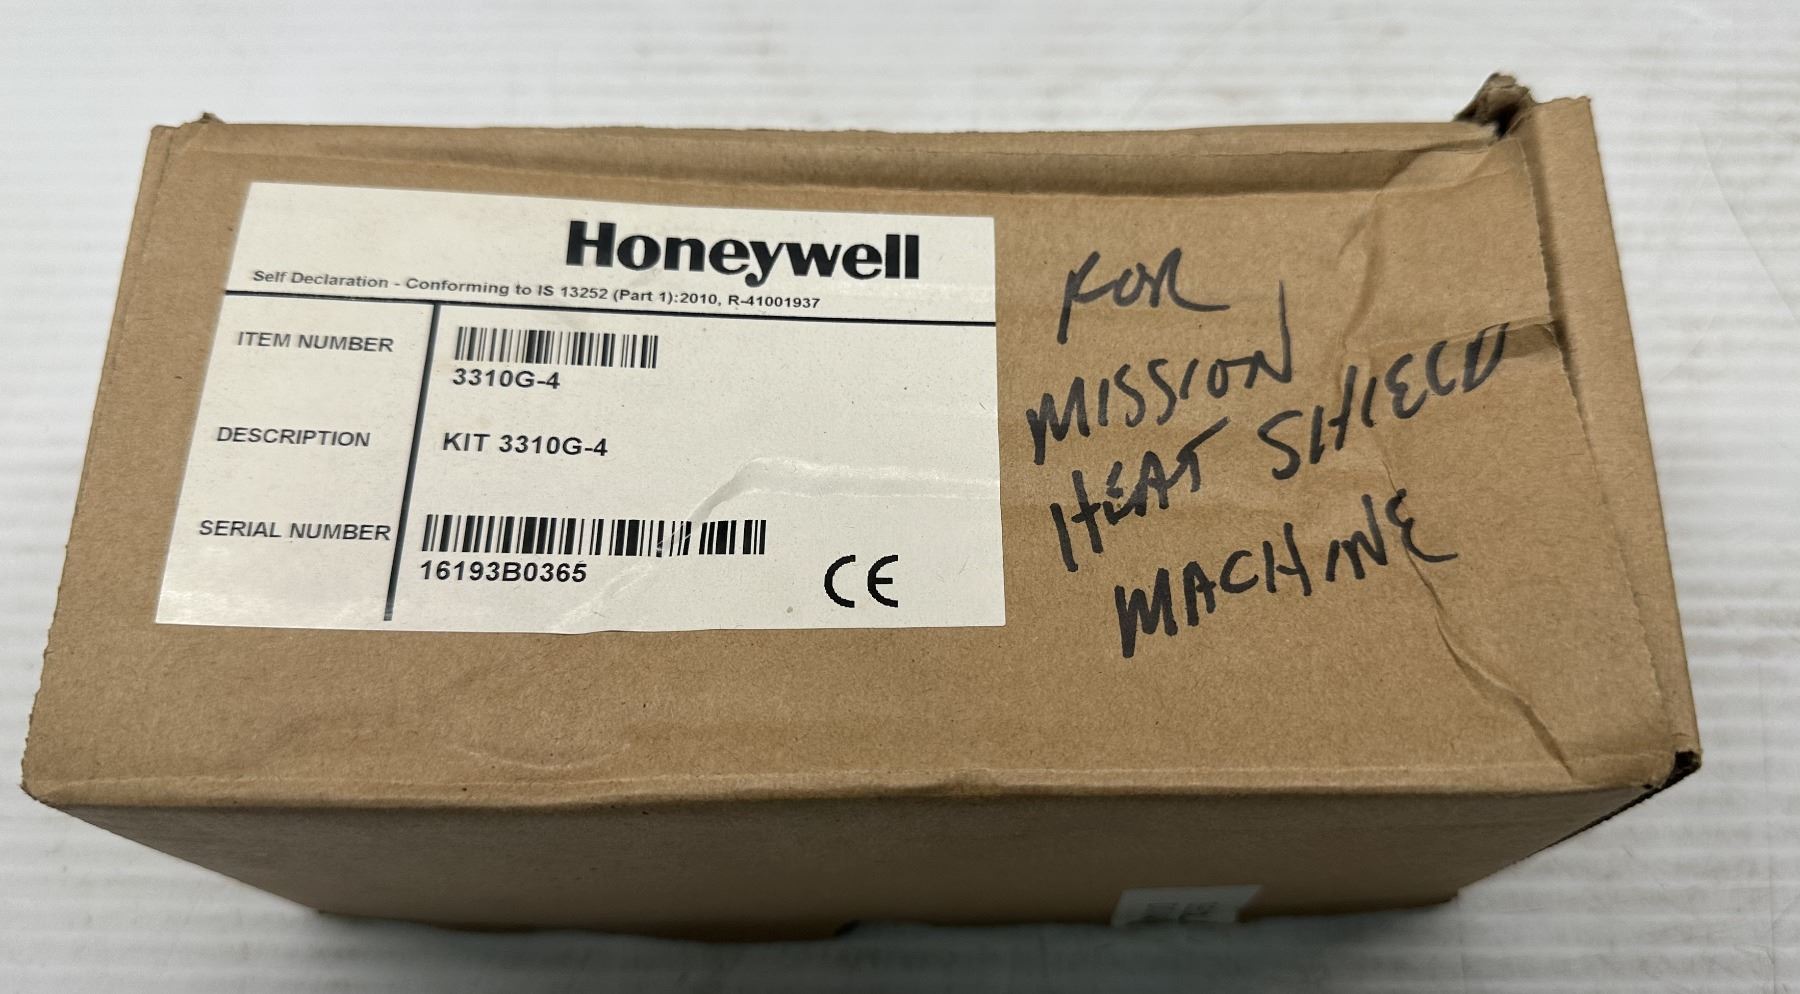 Honeywell
Self Declaration - Conforming to IS 13252 (Part 1):2010, R-41001937
ITEM NUMBER
3310G-4
DESCRIPTION
KIT 3310G-4
SERIAL NUMBER
16193B0365
CE
FOR
MISSION
HEAT SHIELD
MACHINE